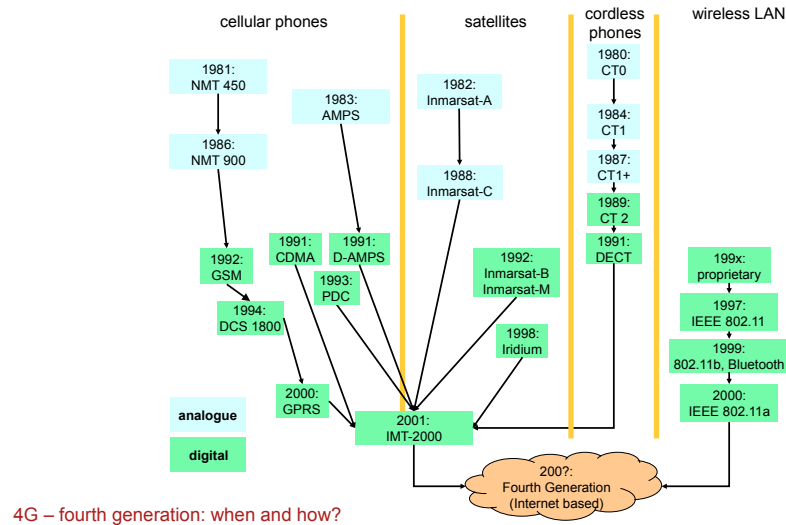 cellular phones
satellites
cordless
phones
wireless LAN
1981:
NMT 450
1986:
NMT 900
1992:
GSM
1994:
DCS 1800
2000:
GPRS
1983:
AMPS
1991:
CDMA
1991:
D-AMPS
1993:
PDC
1982:
Inmarsat-A
1988:
Inmarsat-C
1992:
Inmarsat-B
Inmarsat-M
1998:
Iridium
1980:
CT0
1984:
CT1
1987:
CT1+
1989:
CT 2
1991:
DECT
199x:
proprietary
1997:
IEEE 802.11
1999:
802.11b, Bluetooth
2000:
IEEE 802.11a
analogue
digital
2001:
IMT-2000
200?:
Fourth Generation
(Internet based)
4G – fourth generation: when and how?